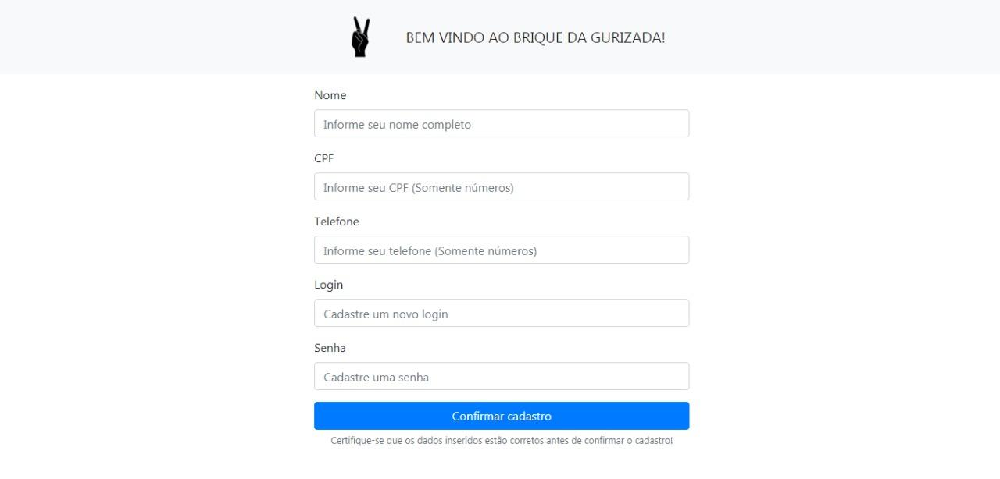 BEM VINDO AO BRIQUE DA GURIZADA!
Nome
Informe seu nome completo
CPF
Informe seu CPF (Somente números)
Telefone
Informe seu telefone (Somente números)
Login
Cadastre um novo login
Senha
Cadastre uma senha
Confirmar cadastro
Certifique-se que os dados inseridos estão corretos antes de confirmar o cadastro!